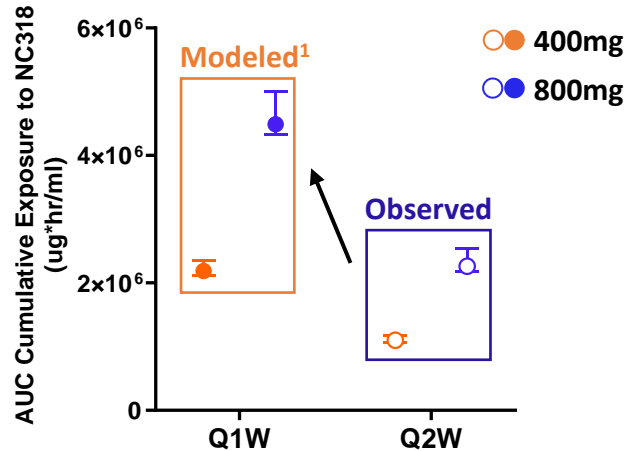 AUC Cumulative Exposure to NC318
(ug*hr/ml)
6×10⁶
4×10⁶
2×10⁶
0
Modeled¹
Observed
400mg
800mg
Q1W
Q2W